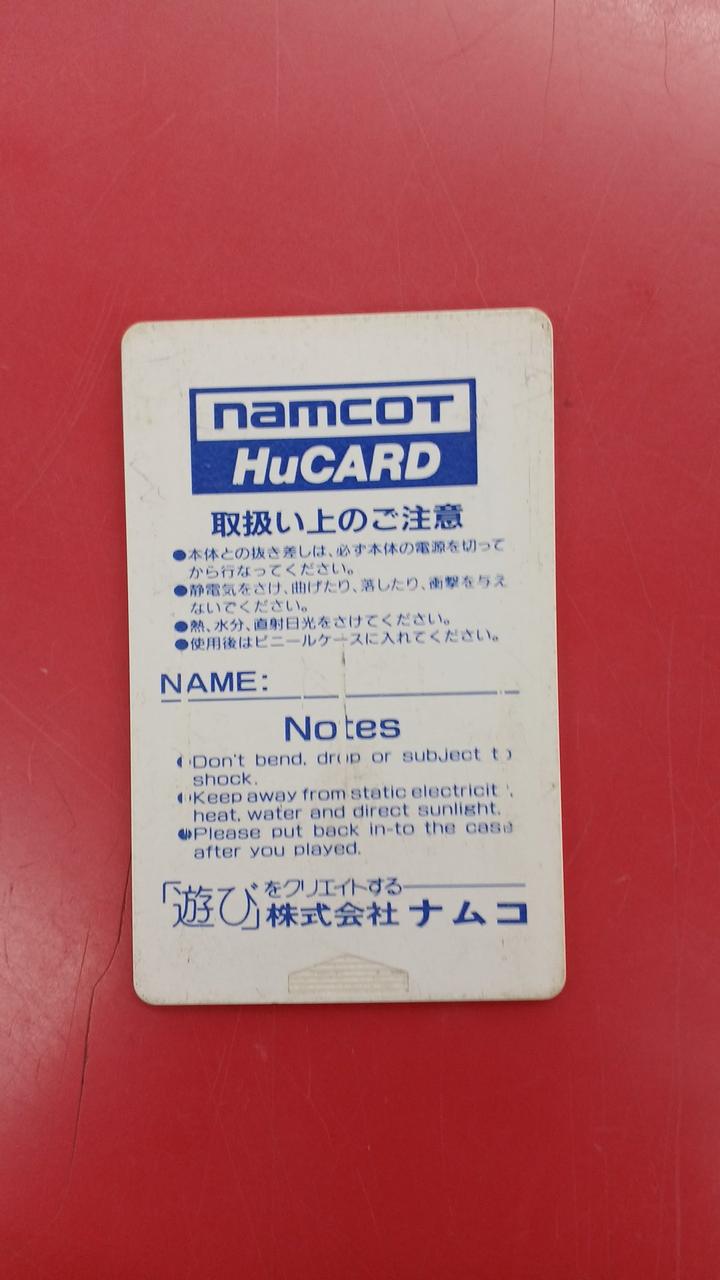 namcoT
HuCARD
取扱い上のご注意
●本体との抜き差しは、必ず本体の電源を切って
から行なってください。
●静電気をさけ、曲げたり、落したり、衝撃を与え
ないでください。
●熱、水分、直射日光をさけてください。
●使用後はビニールケースに入れてください。
NAME:
Notes
●Don't bend, drop or subject to
shock.
●Keep away from static electricity,
heat, water and direct sunlight.
●Please put back in-to the case
after you played.
「遊び」をクリエイトする
株式会社ナムコ